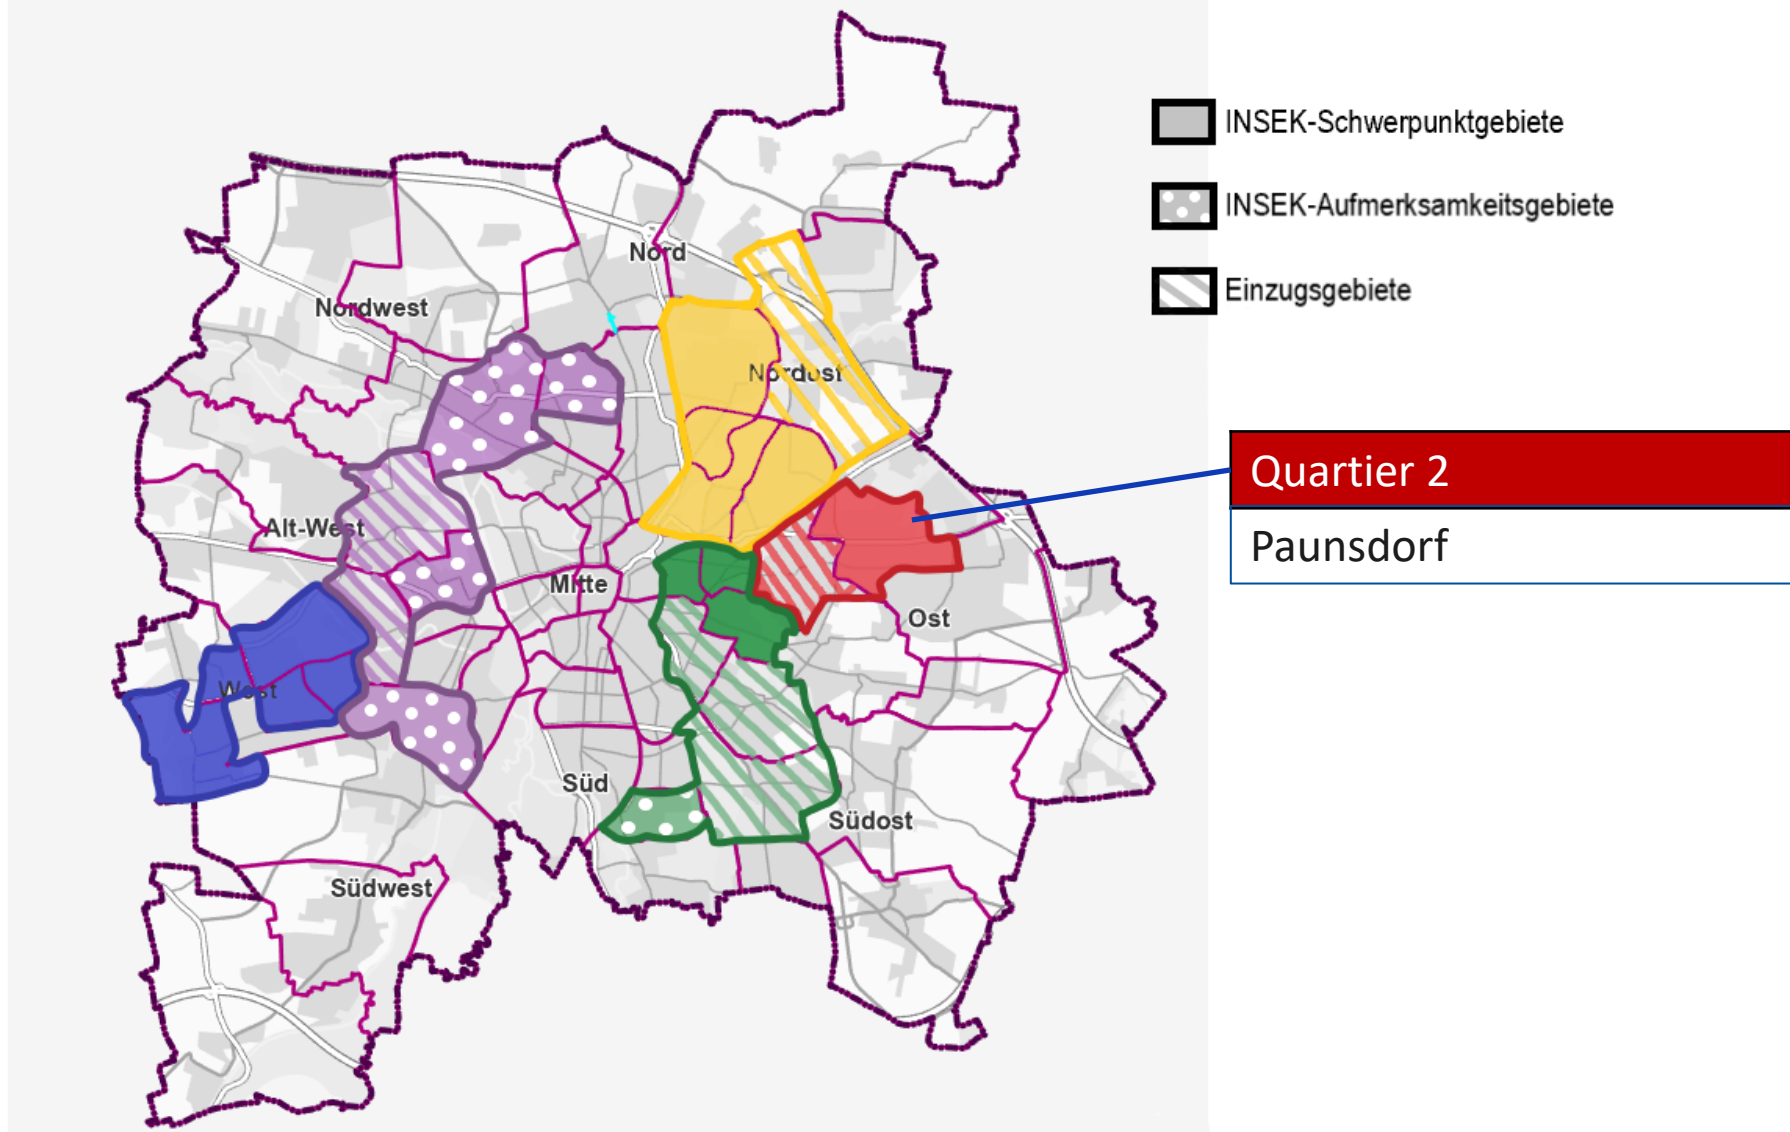 INSEK-Schwerpunktgebiete
INSEK-Aufmerksamkeitsgebiete
Einzugsgebiete
Nord
Nordwest
Nordost
Quartier 2
Paunsdorf
Alt-West
Mitte
Ost
West
Süd
Südost
Südwest